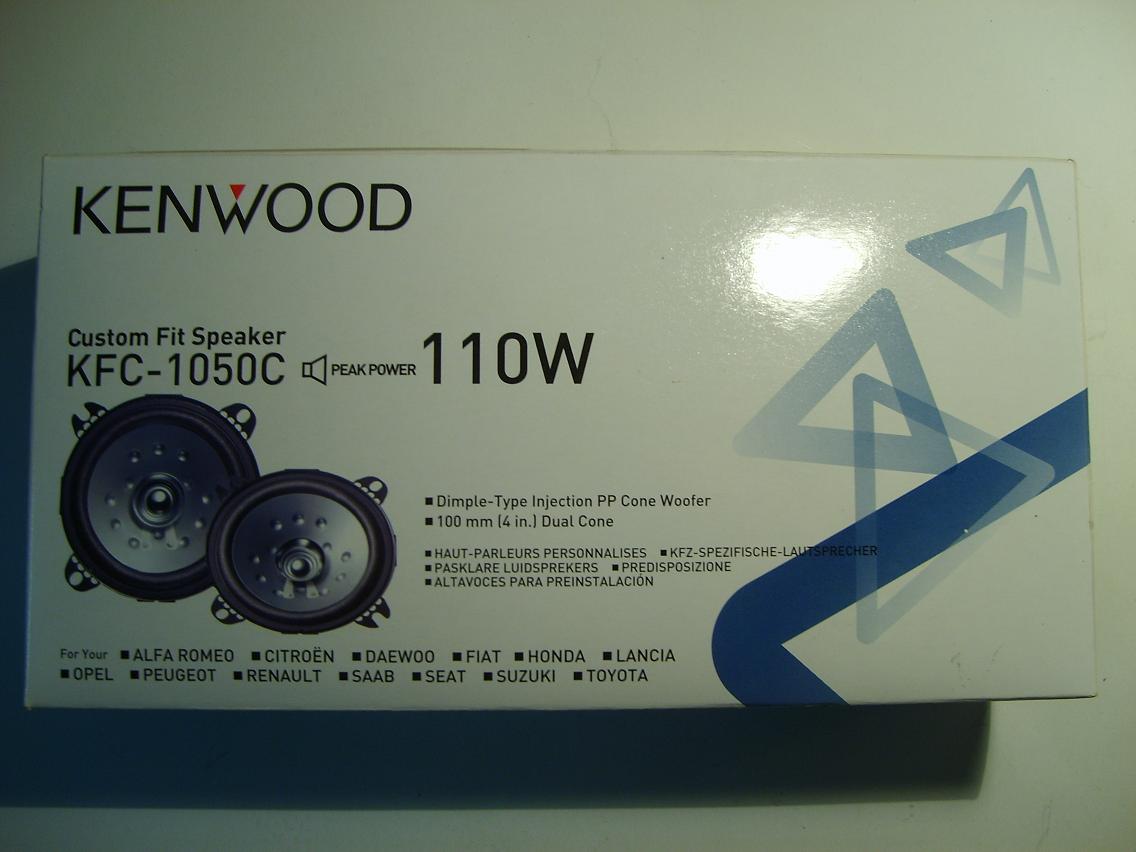 KENWOOD
Custom Fit Speaker
KFC-1050C PEAK POWER 110W
■ Dimple-Type Injection PP Cone Woofer
■ 100 mm (4 in.) Dual Cone
■ HAUT-PARLEURS PERSONNALISES ■ KFZ-SPEZIFISCHE-LAUTSPRECHER
■ PASKLARE LUIDSPREKERS ■ PREDISPOSIZIONE
■ ALTAVOCES PARA PREINSTALACIÓN
For Your ■ ALFA ROMEO ■ CITROËN ■ DAEWOO ■ FIAT ■ HONDA ■ LANCIA
■ OPEL ■ PEUGEOT ■ RENAULT ■ SAAB ■ SEAT ■ SUZUKI ■ TOYOTA